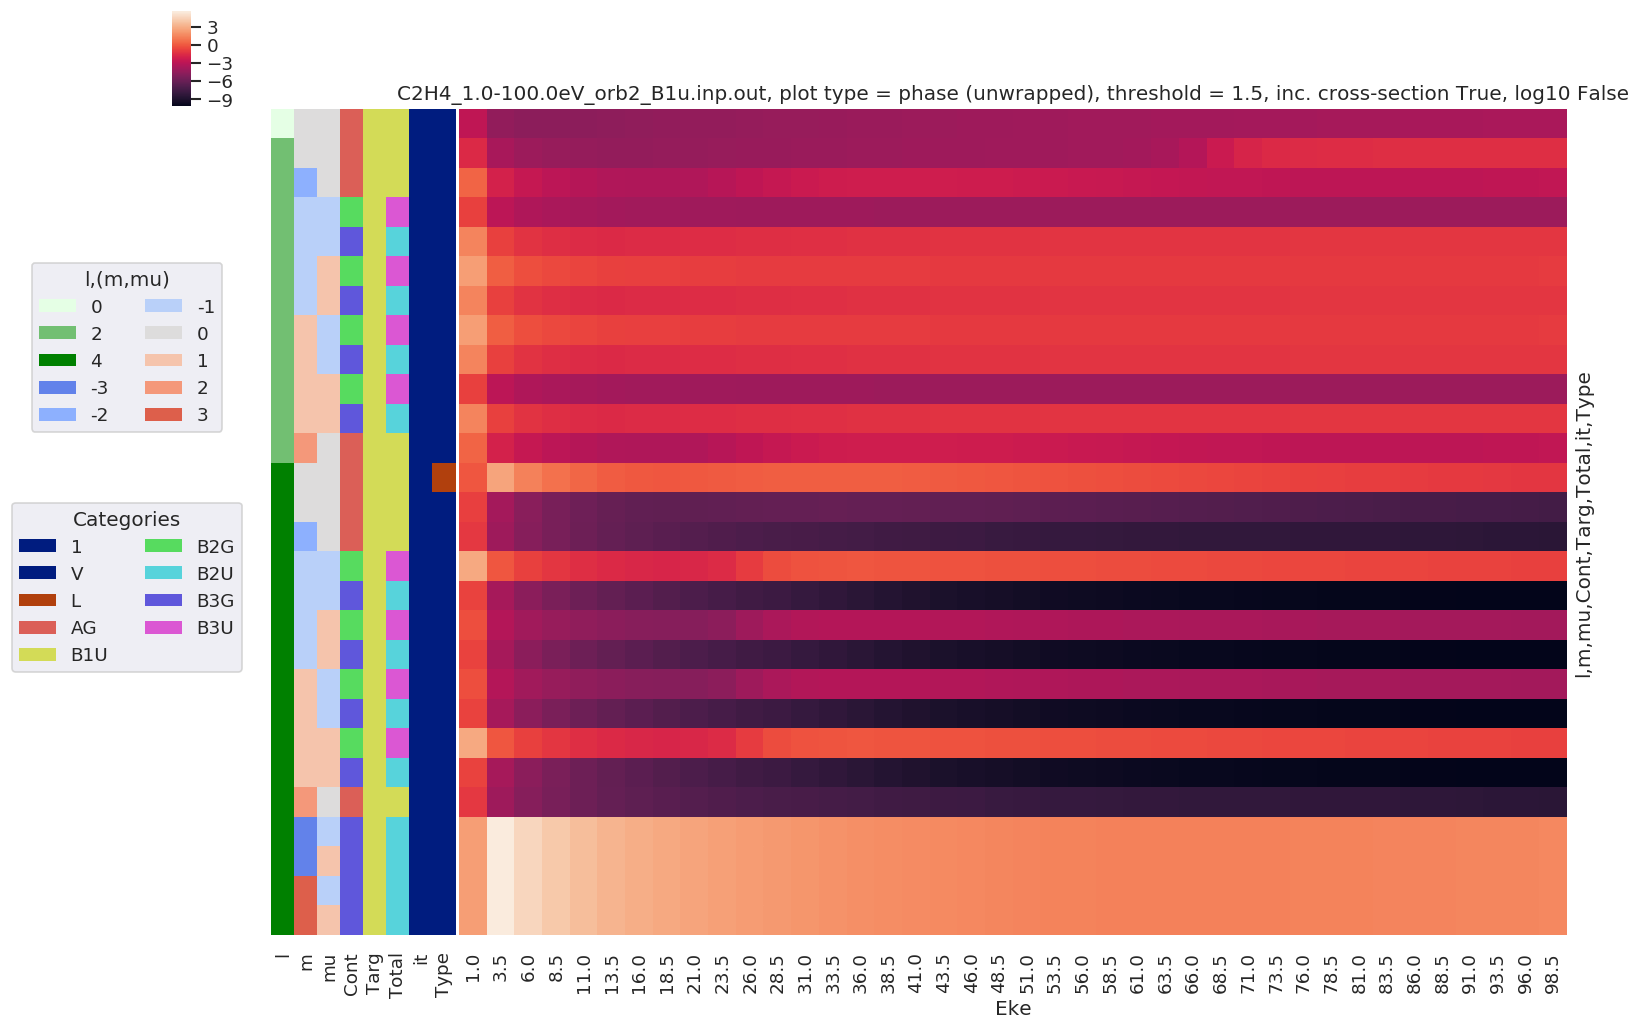 3
0
−3
−6
−9
C2H4_1.0-100.0eV_orb2_B1u.inp.out, plot type = phase (unwrapped), threshold = 1.5, inc. cross-section True, log10 False
l,(m,mu)
0 -1
2 0
4 1
-3 2
-2 3
Categories
1 B2G
V B2U
L B3G
AG B3U
B1U
l,m,mu,Cont,Targ,Total,it,Type
l m mu Cont Targ Total it Type
1.0 3.5 6.0 8.5 11.0 13.5 16.0 18.5 21.0 23.5 26.0 28.5 31.0 33.5 36.0 38.5 41.0 43.5 46.0 48.5 51.0 53.5 56.0 58.5 61.0 63.5 66.0 68.5 71.0 73.5 76.0 78.5 81.0 83.5 86.0 88.5 91.0 93.5 96.0 98.5
Eke